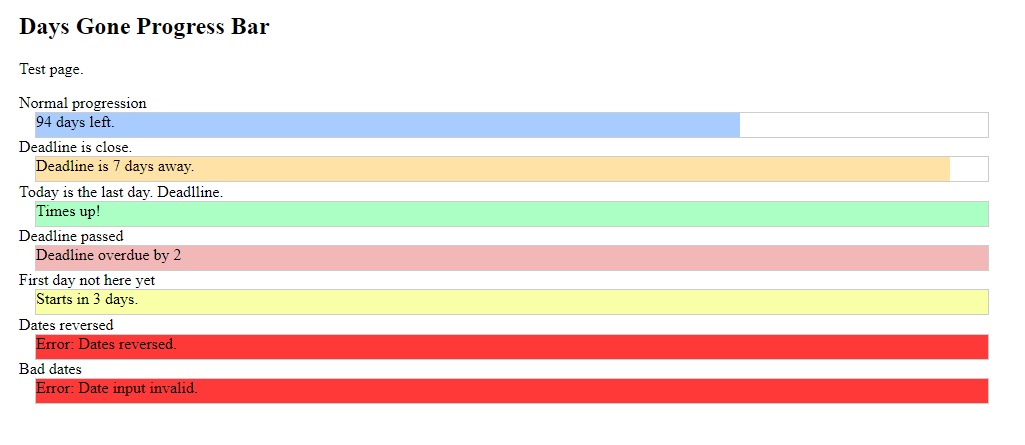 Days Gone Progress Bar
Test page.
Normal progression
94 days left.
Deadline is close.
Deadline is 7 days away.
Today is the last day. Deadlline.
Times up!
Deadline passed
Deadline overdue by 2
First day not here yet
Starts in 3 days.
Dates reversed
Error: Dates reversed.
Bad dates
Error: Date input invalid.